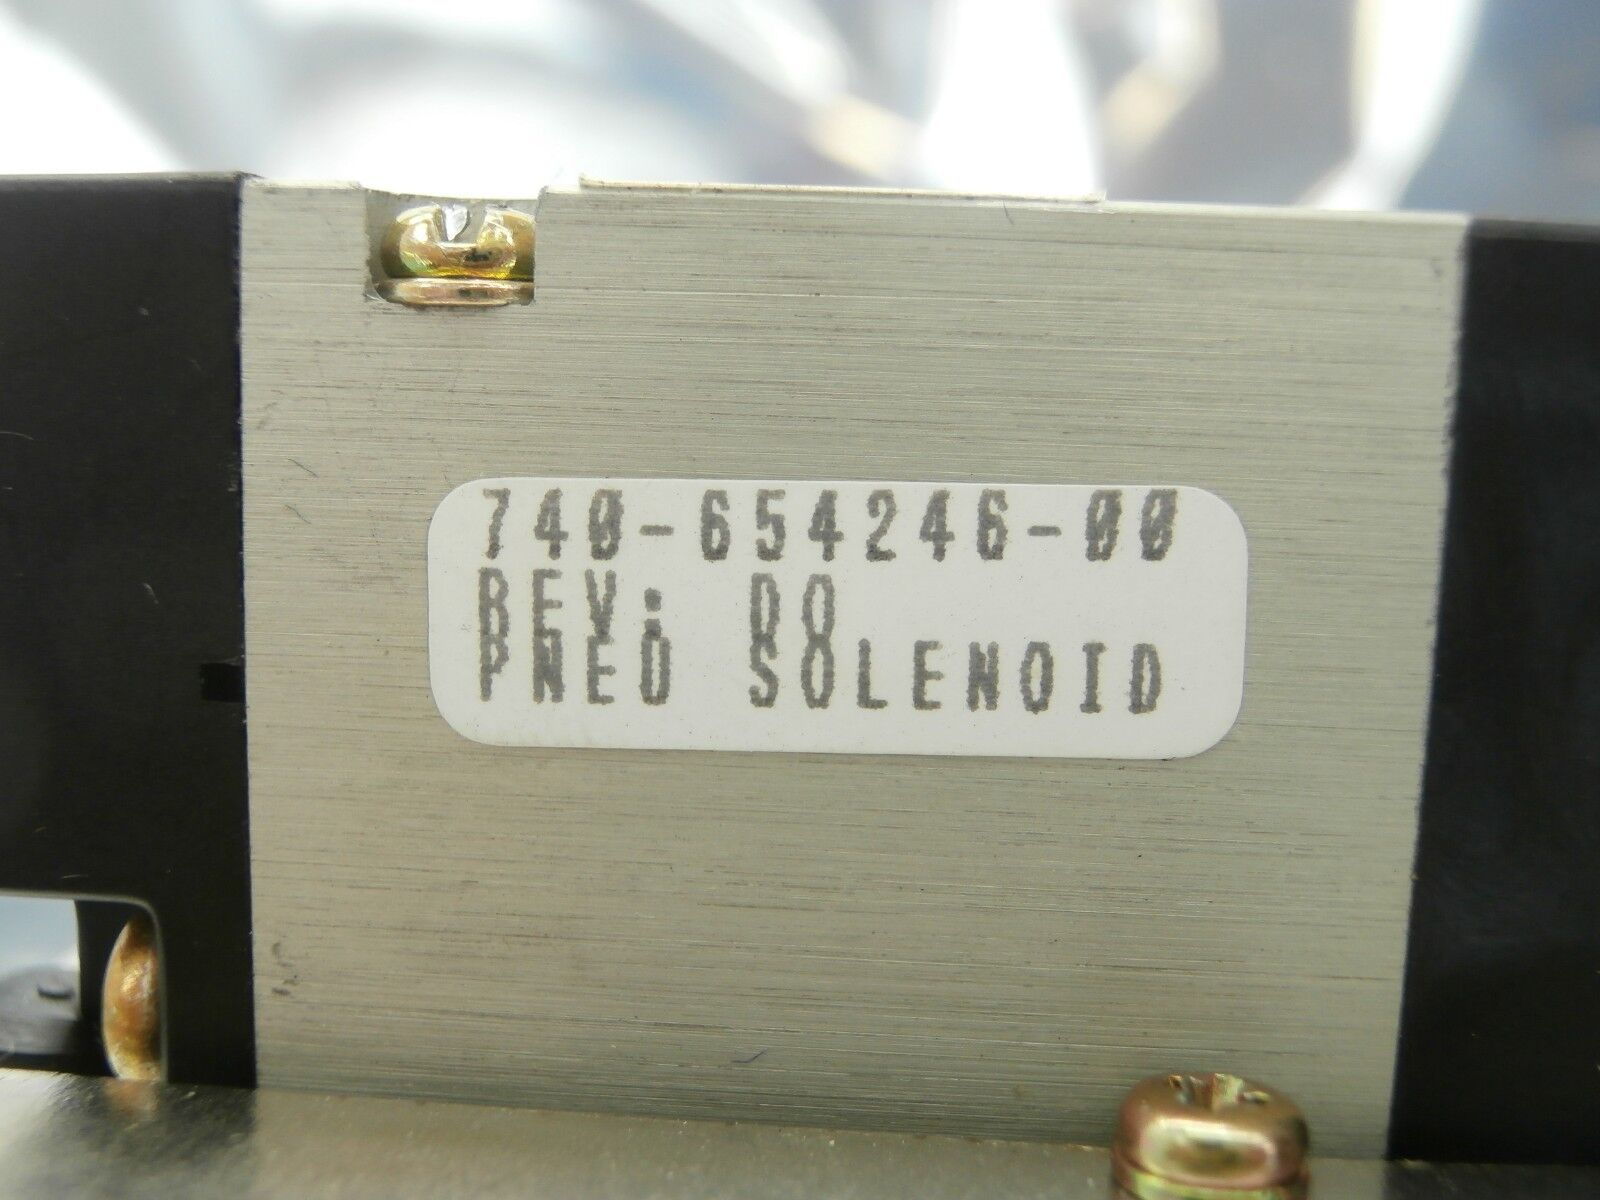 740-654246-00
REV: D0
PNEU SOLENOID